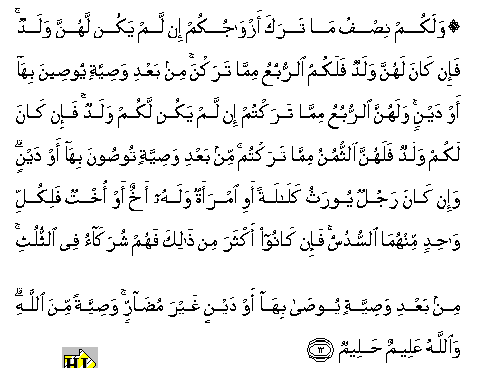 ۞ وَلَكُمْ نِصْفُ مَا تَرَكَ أَزْوَٰجُكُمْ إِن لَّمْ يَكُن لَّهُنَّ وَلَدٌ ۚ
فَإِن كَانَ لَهُنَّ وَلَدٌ فَلَكُمُ ٱلرُّبُعُ مِمَّا تَرَكْنَ ۚ مِنۢ بَعْدِ وَصِيَّةٍ يُوصِينَ بِهَآ
أَوْ دَيْنٍ ۚ وَلَهُنَّ ٱلرُّبُعُ مِمَّا تَرَكْتُمْ إِن لَّمْ يَكُن لَّكُمْ وَلَدٌ ۚ فَإِن كَانَ
لَكُمْ وَلَدٌ فَلَهُنَّ ٱلثُّمُنُ مِمَّا تَرَكْتُم ۚ مِّنۢ بَعْدِ وَصِيَّةٍ تُوصُونَ بِهَآ أَوْ دَيْنٍ ۗ
وَإِن كَانَ رَجُلٌ يُورَثُ كَلَٰلَةً أَوِ ٱمْرَأَةٌ وَلَهُۥٓ أَخٌ أَوْ أُخْتٌ فَلِكُلِّ
وَٰحِدٍ مِّنْهُمَا ٱلسُّدُسُ ۚ فَإِن كَانُوٓا۟ أَكْثَرَ مِن ذَٰلِكَ فَهُمْ شُرَكَآءُ فِى ٱلثُّلُثِ ۚ
مِنۢ بَعْدِ وَصِيَّةٍ يُوصَىٰ بِهَآ أَوْ دَيْنٍ غَيْرَ مُضَآرٍّ ۚ وَصِيَّةً مِّنَ ٱللَّهِ ۗ
وَٱللَّهُ عَلِيمٌ حَلِيمٌ ١٢
HI